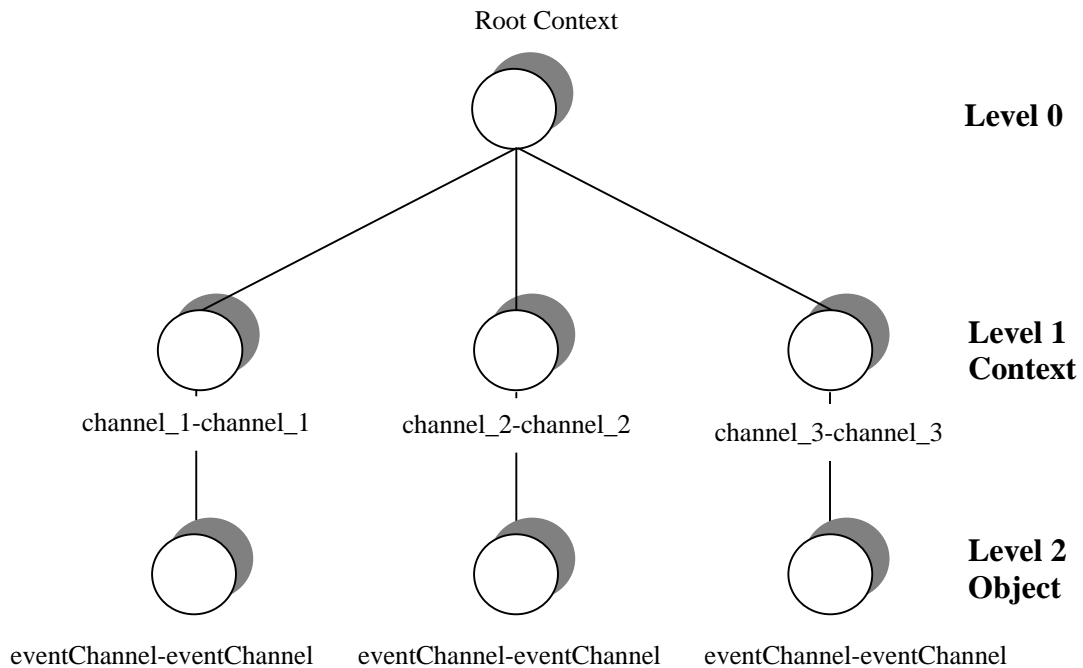 Root Context
Level 0
Level 1
Context
channel_1-channel_1
channel_2-channel_2
channel_3-channel_3
Level 2
Object
eventChannel-eventChannel
eventChannel-eventChannel
eventChannel-eventChannel